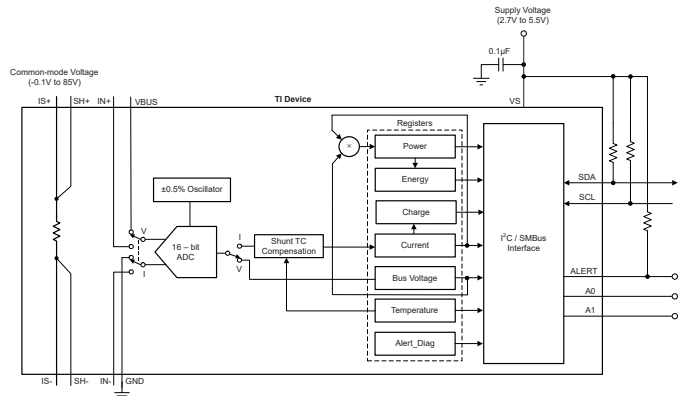 Supply Voltage
(2.7V to 5.5V)
0.1µF
Common-mode Voltage
(-0.1V to 85V)
IS+ SH+ IN+ VBUS
TI Device
VS
Registers
×
Power
Energy
Charge
Current
Bus Voltage
Temperature
Alert_Diag
±0.5% Oscillator
V
I
16 – bit
ADC
I
V
Shunt TC
Compensation
I²C / SMBus
Interface
SDA
SCL
ALERT
A0
A1
IS- SH- IN- GND